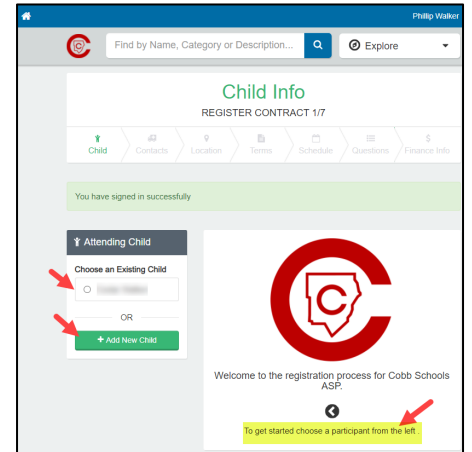 Phillip Walker
Find by Name, Category or Description...
Explore
Child Info
REGISTER CONTRACT 1/7
Child
Contacts
Location
Terms
Schedule
Questions
Finance Info
You have signed in successfully
Attending Child
Choose an Existing Child
OR
+ Add New Child
C
Welcome to the registration process for Cobb Schools
ASP.
To get started choose a participant from the left